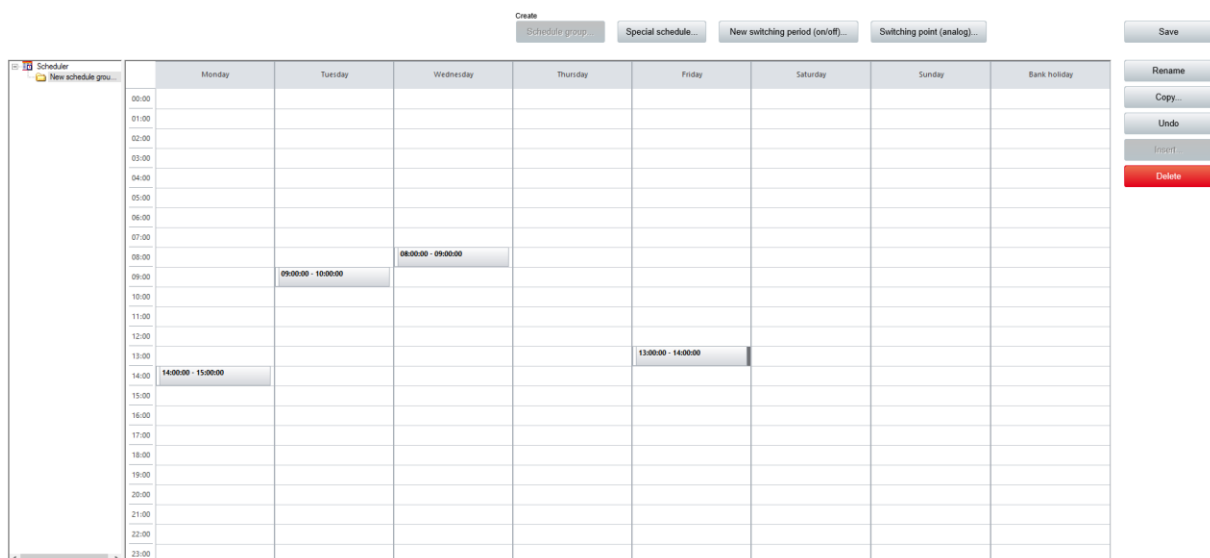 Create
Schedule group...
Special schedule...
New switching period (on/off)...
Switching point (analog)...
Save
Scheduler
New schedule grou...
Monday
Tuesday
Wednesday
Thursday
Friday
Saturday
Sunday
Bank holiday
Rename
Copy...
Undo
Insert...
Delete
00:00
01:00
02:00
03:00
04:00
05:00
06:00
07:00
08:00
08:00:00 - 09:00:00
09:00
09:00:00 - 10:00:00
10:00
11:00
12:00
13:00
13:00:00 - 14:00:00
14:00
14:00:00 - 15:00:00
15:00
16:00
17:00
18:00
19:00
20:00
21:00
22:00
23:00